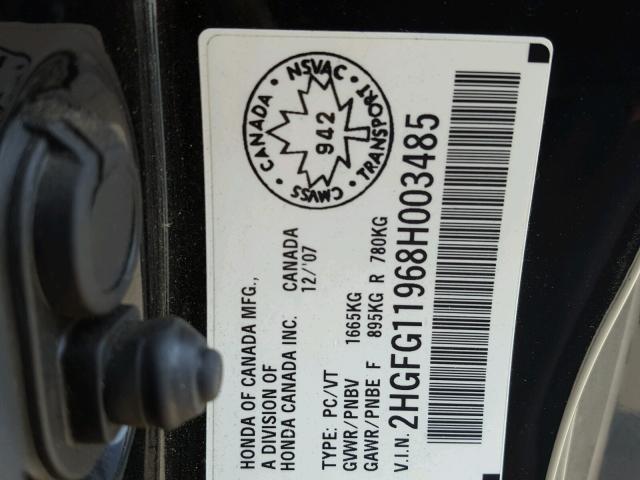 HONDA OF CANADA MFG.,
A DIVISION OF
HONDA CANADA INC. CANADA
12/'07
TYPE: PC/VT
GVWR/PNBV 1665KG
GAWR/PNBE F 895KG R 780KG
V.I.N. 2HGFG11968H003485
CANADA · NSVAC · TRANSPORT · CMVSS ·
942